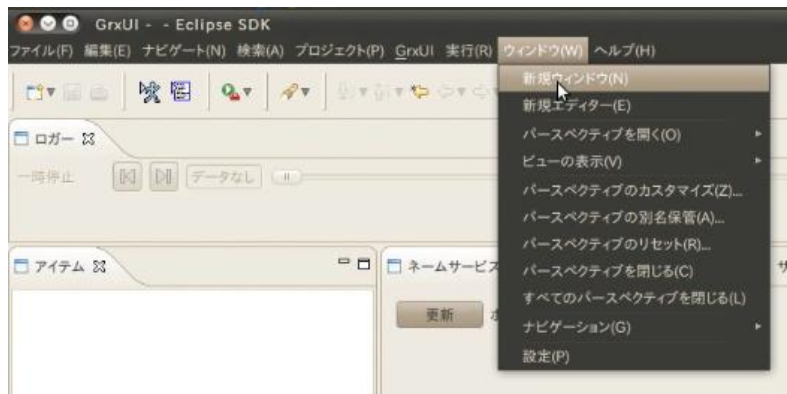 GrxUI - - Eclipse SDK
ファイル(F) 編集(E) ナビゲート(N) 検索(A) プロジェクト(P) GrxUI 実行(R) ウィンドウ(W) ヘルプ(H)
新規ウィンドウ(N)
新規エディター(E)
パースペクティブを開く(O)
ビューの表示(V)
パースペクティブのカスタマイズ(Z)...
パースペクティブの別名保管(A)...
パースペクティブのリセット(R)...
パースペクティブを閉じる(C)
すべてのパースペクティブを閉じる(L)
ナビゲーション(G)
設定(P)
ロガー
一時停止 データなし
アイテム
ネームサービス
更新